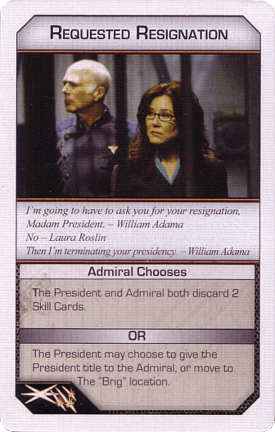 REQUESTED RESIGNATION
I'm going to have to ask you for your resignation,
Madam President. – William Adama
No – Laura Roslin
Then I'm terminating your presidency – William Adama
Admiral Chooses
The President and Admiral both discard 2
Skill Cards.
OR
The President may choose to give the
President title to the Admiral, or move to
The "Brig" location.